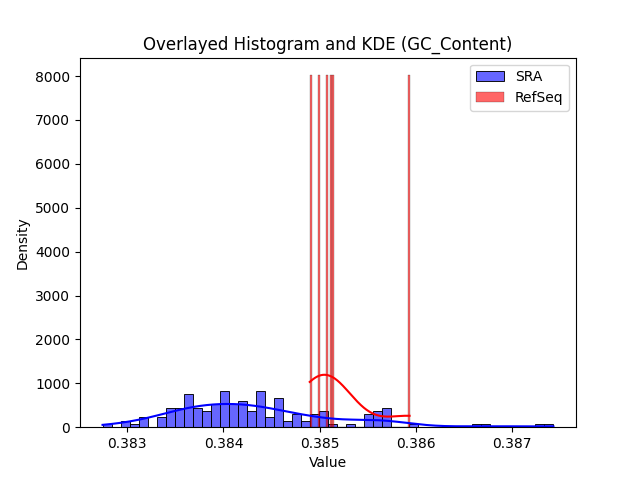 Overlayed Histogram and KDE (GC_Content)
SRA
RefSeq
8000
7000
6000
5000
4000
3000
2000
1000
0
Density
0.383 0.384 0.385 0.386 0.387
Value